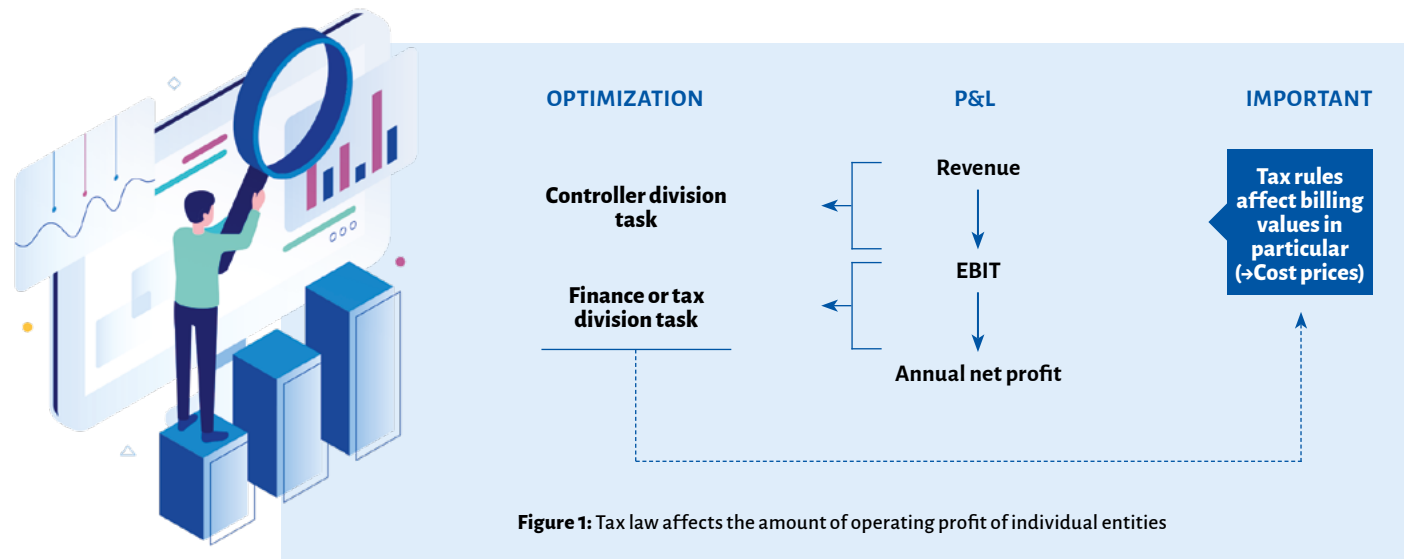 OPTIMIZATION
P&L
IMPORTANT
Controller division
task
Finance or tax
division task
Revenue
EBIT
Annual net profit
Tax rules
affect billing
values in
particular
(→Cost prices)
Figure 1: Tax law affects the amount of operating profit of individual entities